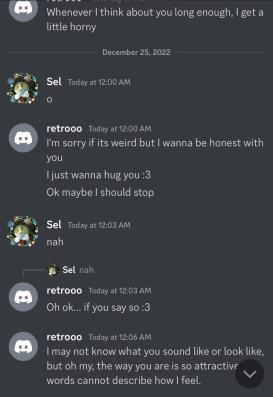 Whenever I think about you long enough, I get a
little horny
December 25, 2022
Sel Today at 12:00 AM
o
retrooo Today at 12:00 AM
I'm sorry if its weird but I wanna be honest with
you
I just wanna hug you :3
Ok maybe I should stop
Sel Today at 12:03 AM
nah
Sel nah
retrooo Today at 12:03 AM
Oh ok... if you say so :3
retrooo Today at 12:06 AM
I may not know what you sound like or look like,
but oh my, the way you are is so attractive
words cannot describe how I feel.